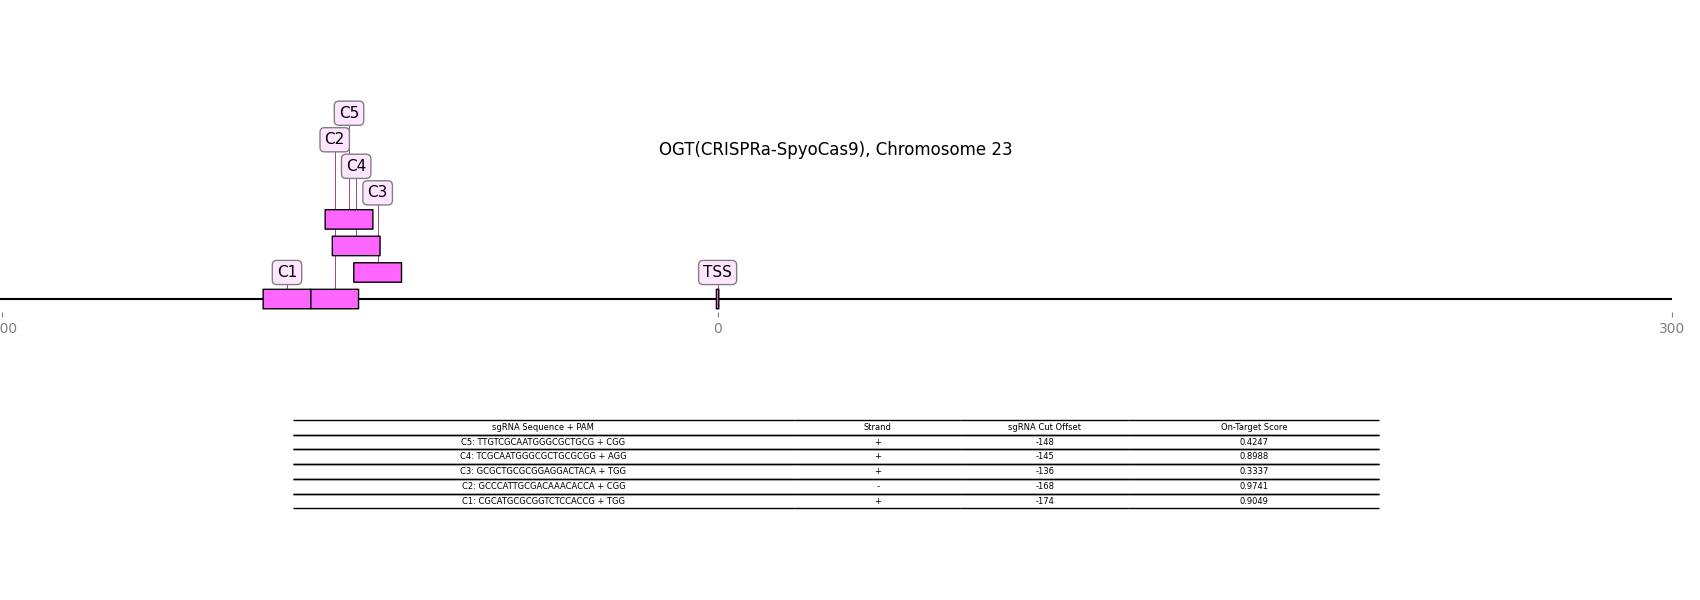 C5
C2
OGT(CRISPRa-SpyoCas9), Chromosome 23
C4
C3
C1
TSS
00 0 300
sgRNA Sequence + PAM Strand sgRNA Cut Offset On-Target Score
C5: TTGTCGCAATGGGCGCTGCG + CGG + -148 0.4247
C4: TCGCAATGGGCGCTGCGCGG + AGG + -145 0.8988
C3: GCGCTGCGCGGAGGACTACA + TGG + -136 0.3337
C2: GCCCATTGCGACAAACACCA + CGG - -168 0.9741
C1: CGCATGCGCGGTCTCCACCG + TGG + -174 0.9049